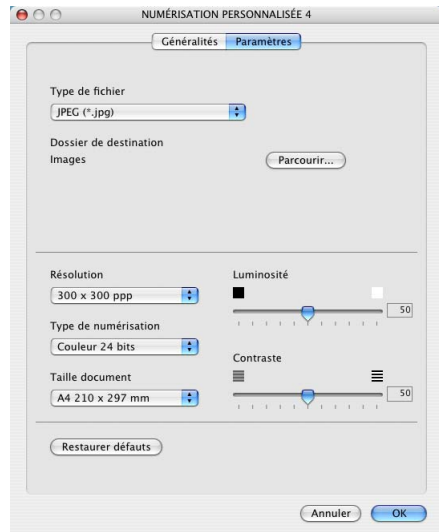 NUMÉRISATION PERSONNALISÉE 4
Généralités Paramètres
Type de fichier
JPEG (*.jpg)
Dossier de destination
Images Parcourir...
Résolution Luminosité
300 x 300 ppp
50
Type de numérisation
Couleur 24 bits
Contraste
Taille document
A4 210 x 297 mm 50
Restaurer défauts
Annuler OK